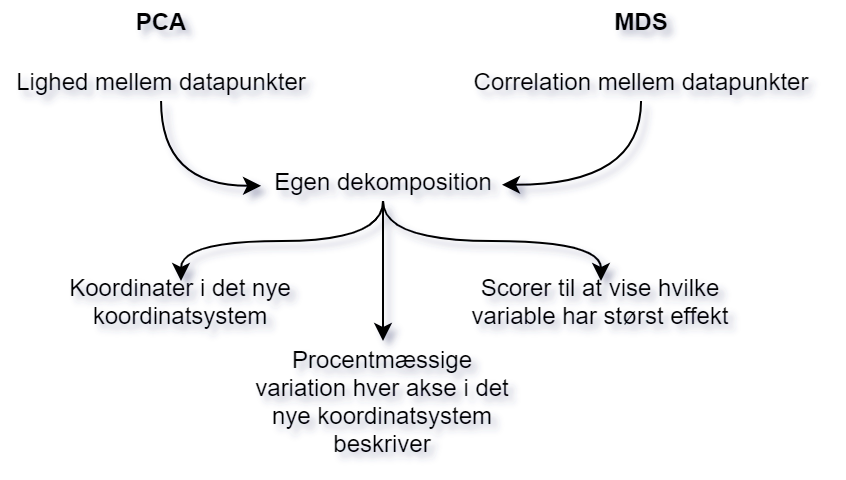 PCA
MDS
Lighed mellem datapunkter
Correlation mellem datapunkter
Egen dekomposition
Koordinater i det nye
koordinatsystem
Scorer til at vise hvilke
variable har størst effekt
Procentmæssige
variation hver akse i det
nye koordinatsystem
beskriver